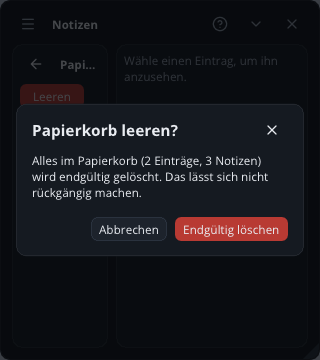 Notizen
Papi...
Wähle einen Eintrag, um ihn
anzusehen.
Leeren
Papierkorb leeren?
Alles im Papierkorb (2 Einträge, 3 Notizen)
wird endgültig gelöscht. Das lässt sich nicht
rückgängig machen.
Abbrechen
Endgültig löschen